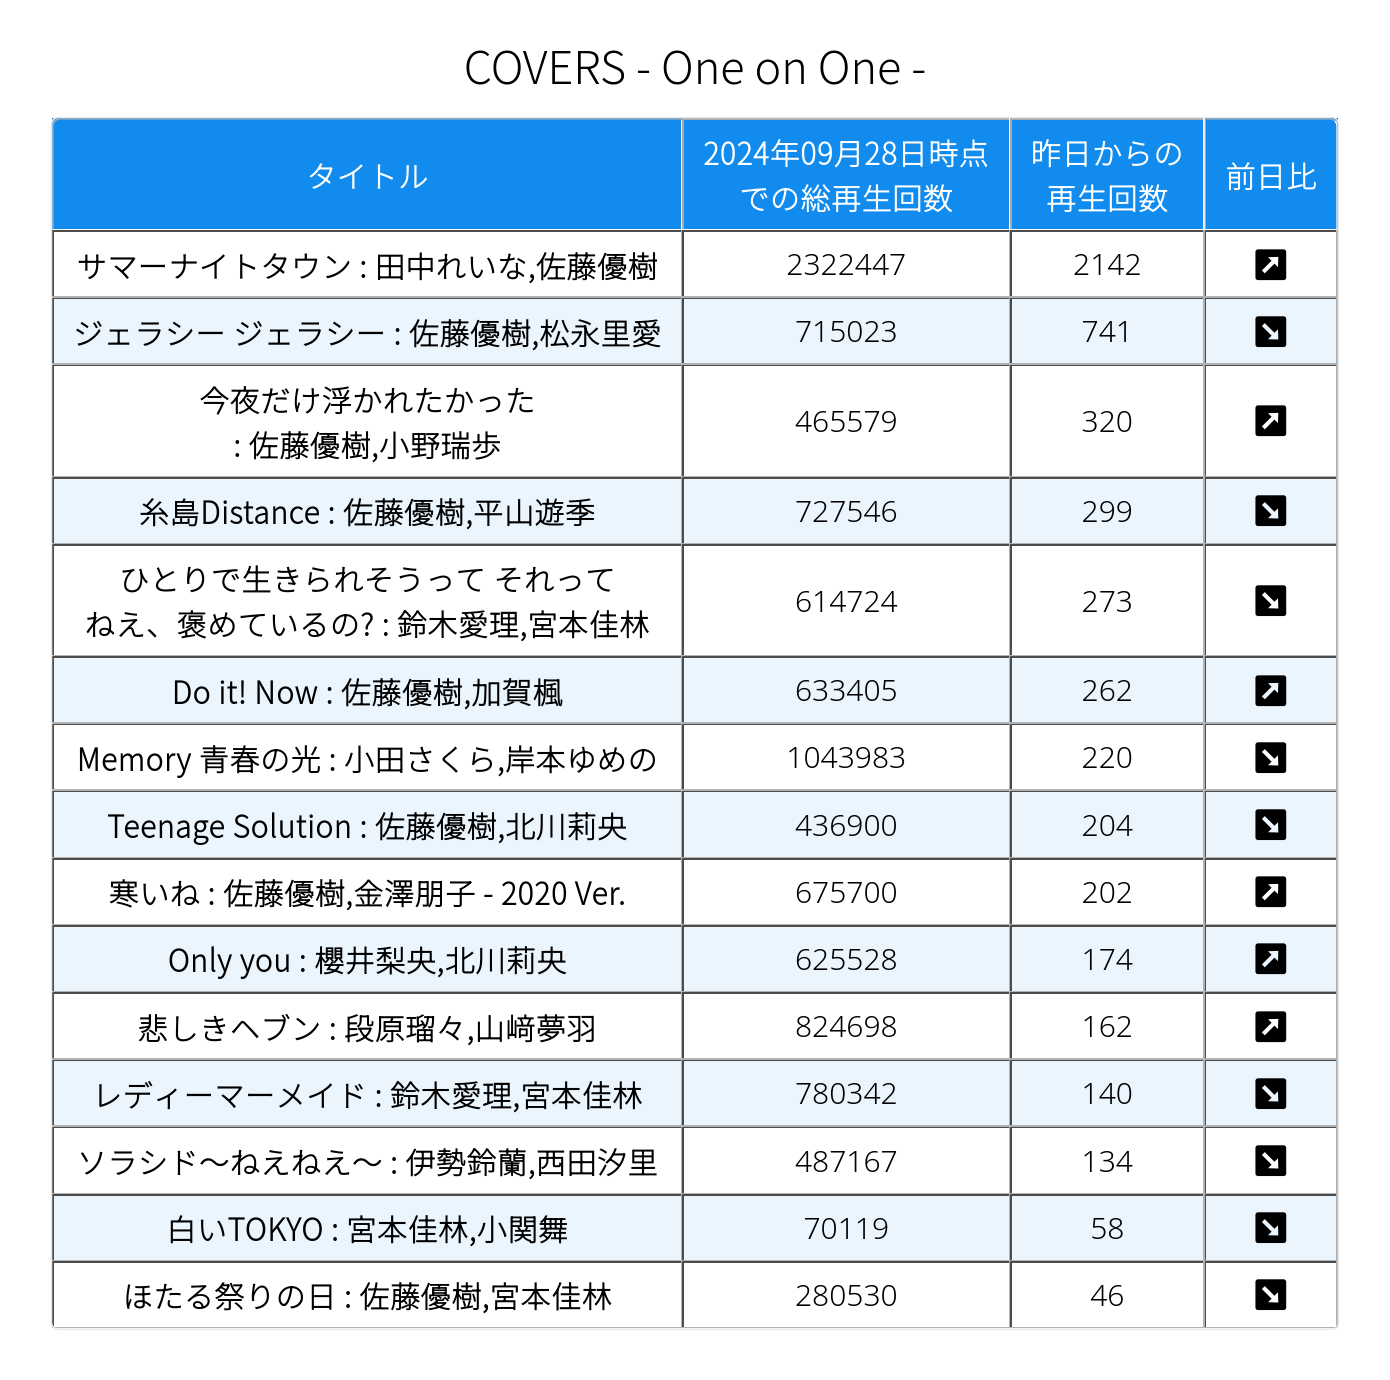 COVERS - One on One -
タイトル
2024年09月28日時点
での総再生回数
昨日からの
再生回数
前日比
サマーナイトタウン : 田中れいな,佐藤優樹
2322447
2142
ジェラシー ジェラシー : 佐藤優樹,松永里愛
715023
741
今夜だけ浮かれたかった
: 佐藤優樹,小野瑞歩
465579
320
糸島Distance : 佐藤優樹,平山遊季
727546
299
ひとりで生きられそうって それって
ねえ、褒めているの? : 鈴木愛理,宮本佳林
614724
273
Do it! Now : 佐藤優樹,加賀楓
633405
262
Memory 青春の光 : 小田さくら,岸本ゆめの
1043983
220
Teenage Solution : 佐藤優樹,北川莉央
436900
204
寒いね : 佐藤優樹,金澤朋子 - 2020 Ver.
675700
202
Only you : 櫻井梨央,北川莉央
625528
174
悲しきヘブン : 段原瑠々,山﨑夢羽
824698
162
レディーマーメイド : 鈴木愛理,宮本佳林
780342
140
ソラシド〜ねえねえ〜 : 伊勢鈴蘭,西田汐里
487167
134
白いTOKYO : 宮本佳林,小関舞
70119
58
ほたる祭りの日 : 佐藤優樹,宮本佳林
280530
46